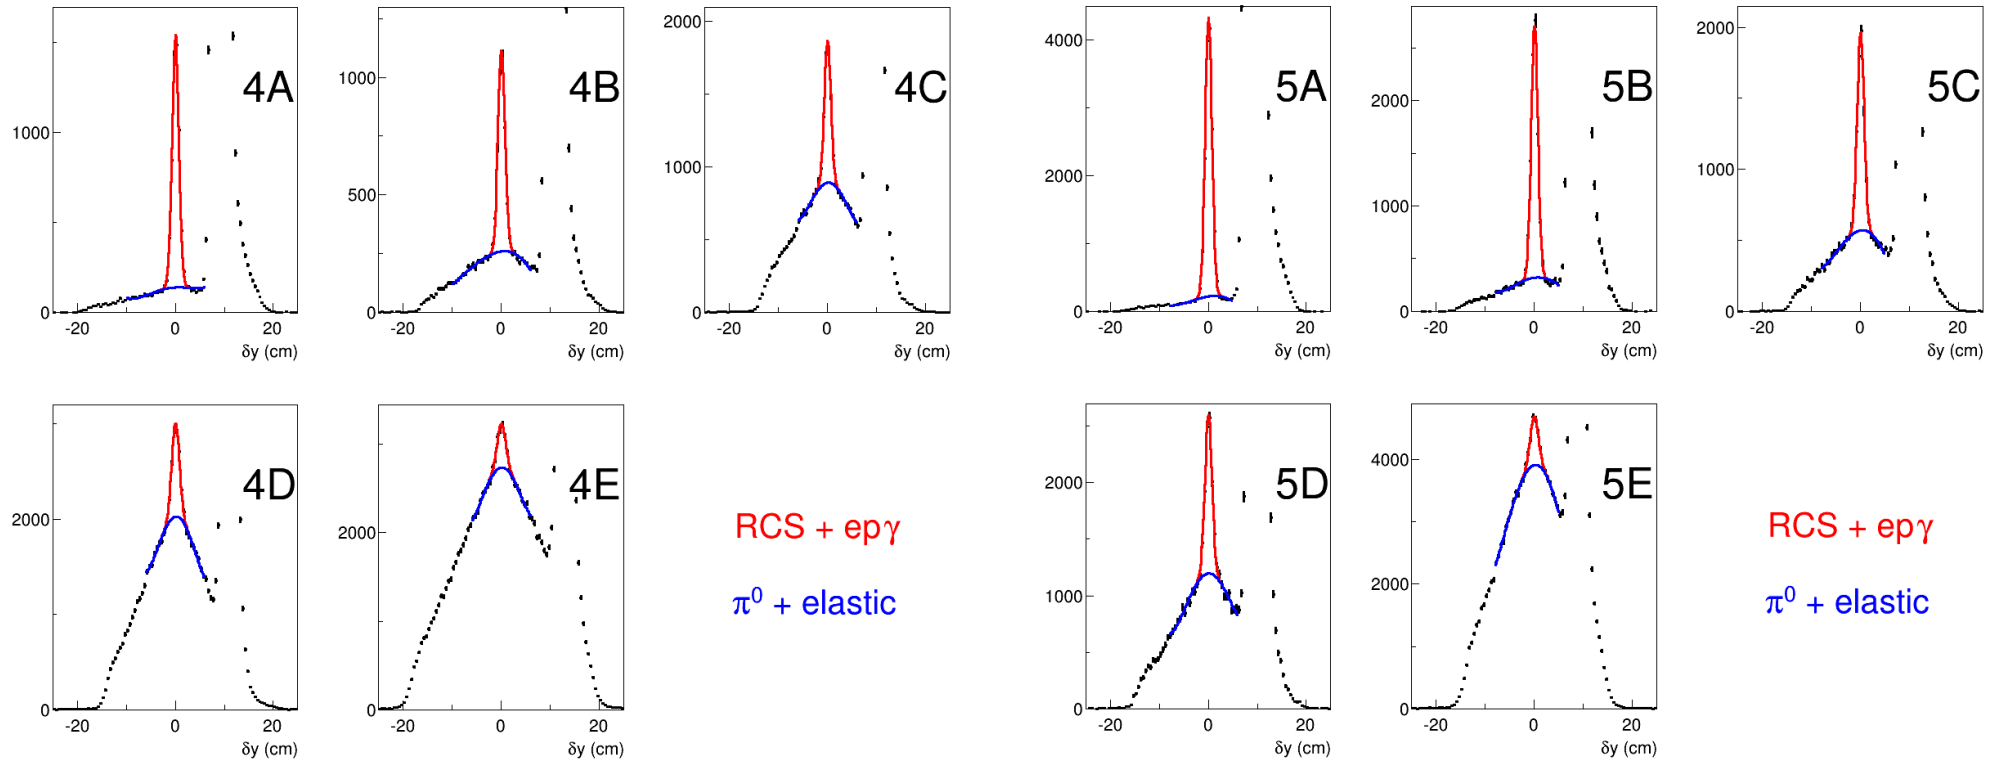 4A
1000
0
-20 0 20
δy (cm)
4B
1000
500
0
-20 0 20
δy (cm)
4C
2000
1000
0
-20 0 20
δy (cm)
5A
4000
2000
0
-20 0 20
δy (cm)
5B
2000
1000
0
-20 0 20
δy (cm)
5C
2000
1000
0
-20 0 20
δy (cm)
4D
2000
0
-20 0 20
δy (cm)
4E
2000
0
-20 0 20
δy (cm)
RCS + epγ
π⁰ + elastic
5D
2000
1000
0
-20 0 20
δy (cm)
5E
4000
2000
0
-20 0 20
δy (cm)
RCS + epγ
π⁰ + elastic